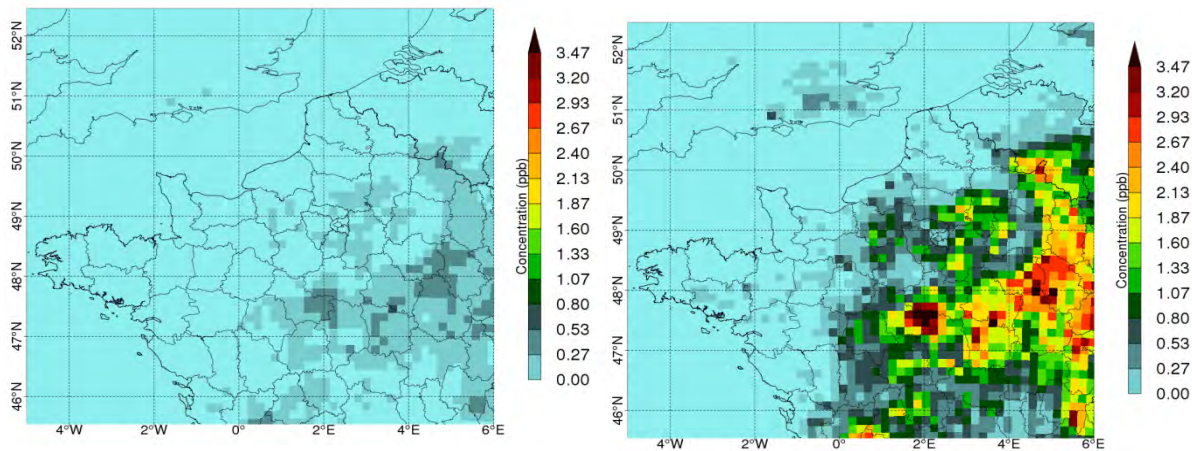 52°N
51°N
50°N
49°N
48°N
47°N
46°N
4°W
2°W
0°
2°E
4°E
6°E
Concentration (ppb)
3.47
3.20
2.93
2.67
2.40
2.13
1.87
1.60
1.33
1.07
0.80
0.53
0.27
0.00
52°N
51°N
50°N
49°N
48°N
47°N
46°N
4°W
2°W
0°
2°E
4°E
6°E
Concentration (ppb)
3.47
3.20
2.93
2.67
2.40
2.13
1.87
1.60
1.33
1.07
0.80
0.53
0.27
0.00